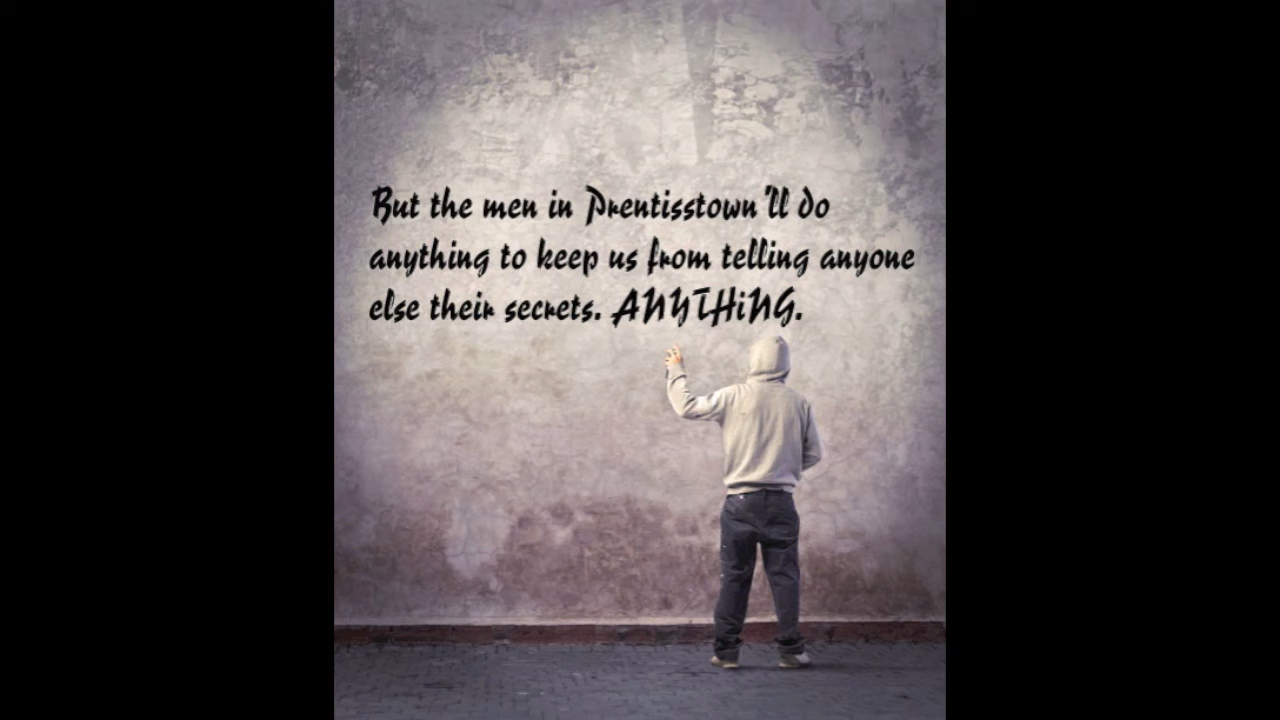 But the men in Prentisstown'll do
anything to keep us from telling anyone
else their secrets. ANYTHiNG.